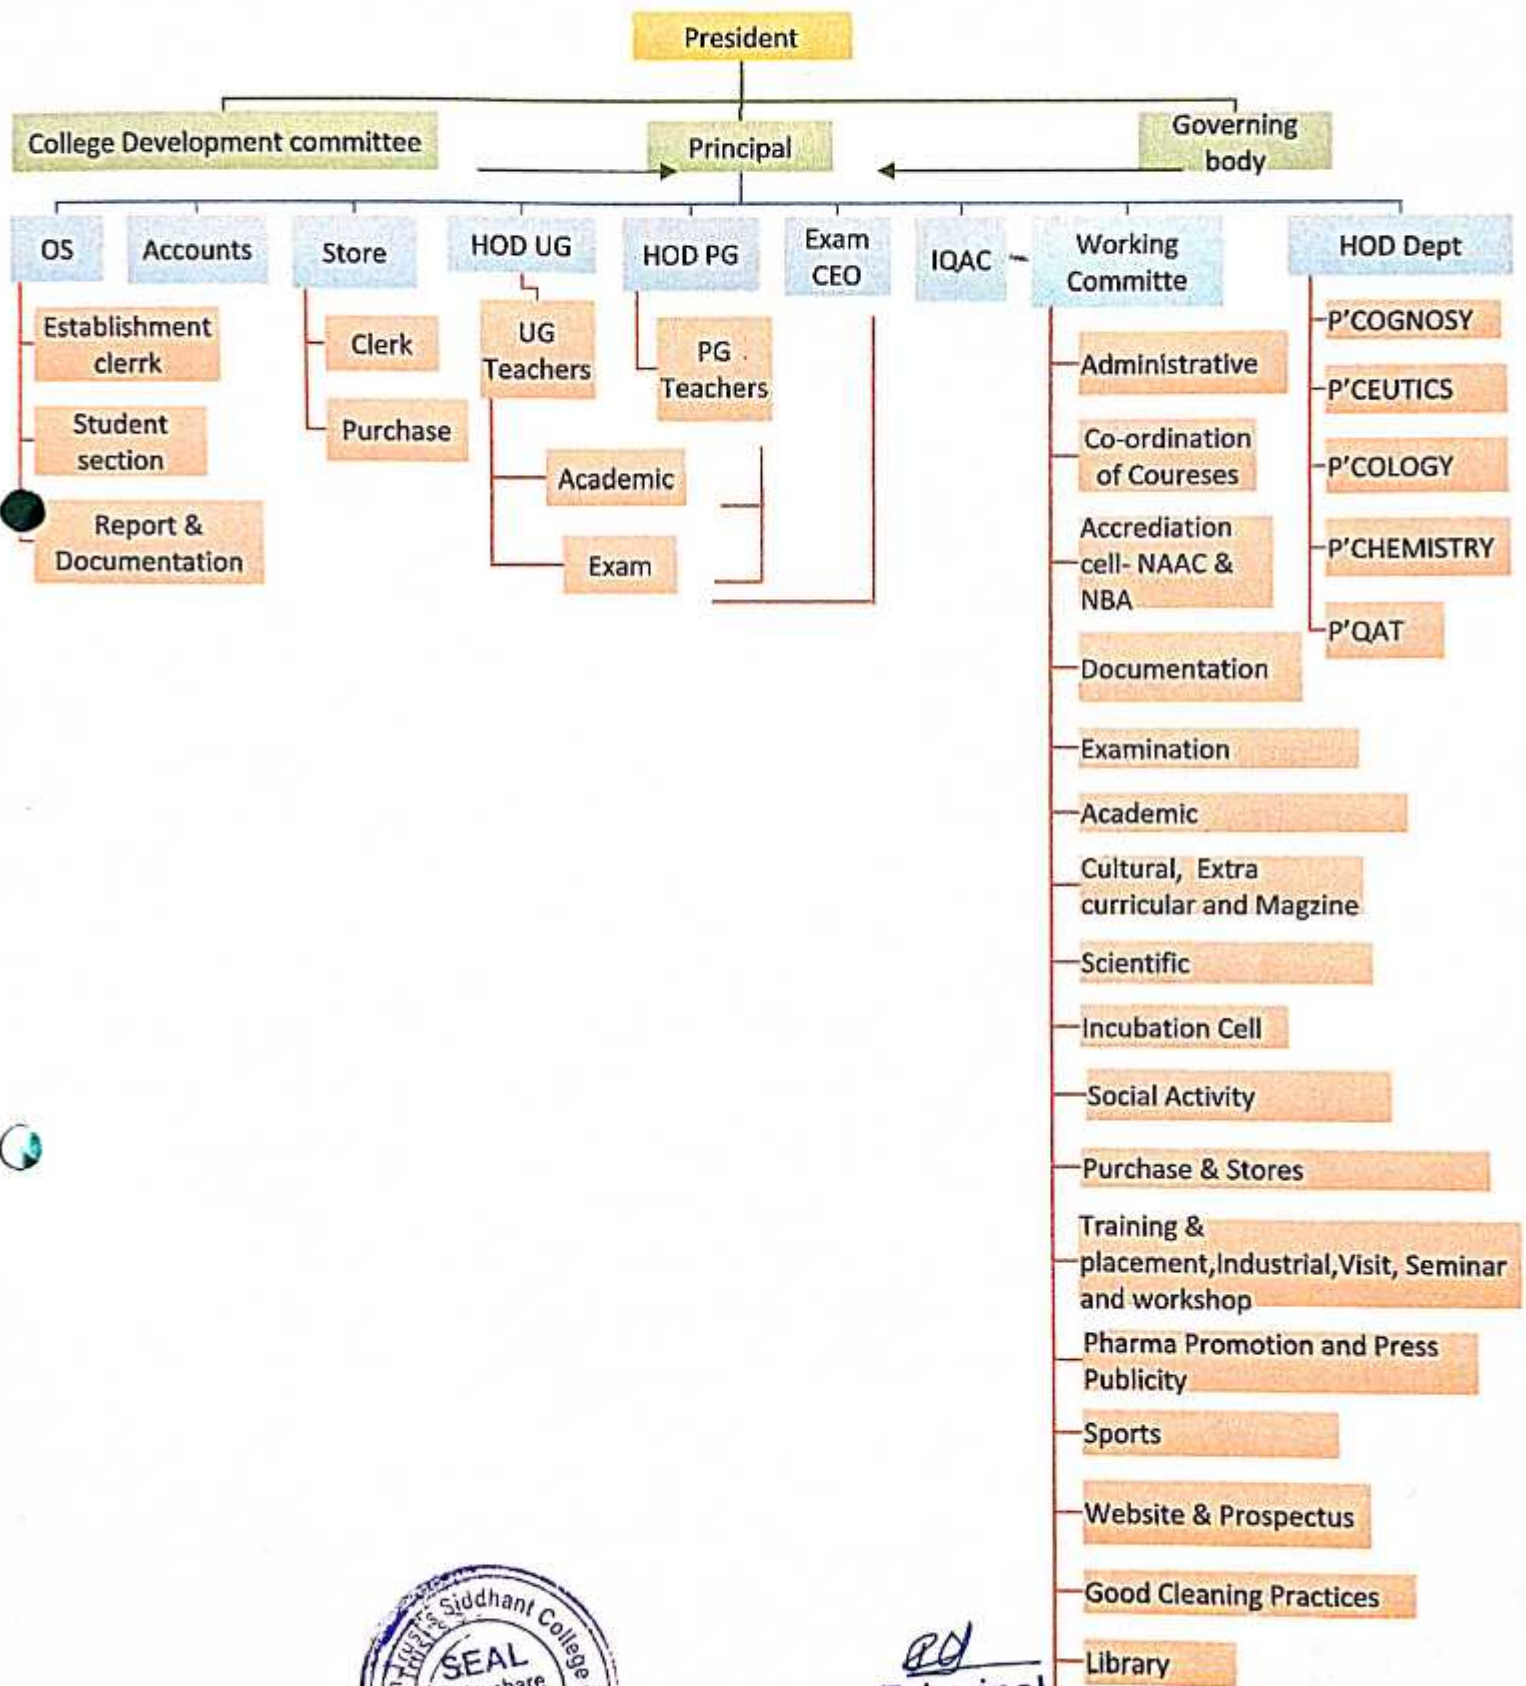 President
College Development committee
Principal
Governing
body
OS
Accounts
Store
HOD UG
HOD PG
Exam
CEO
IQAC -
Working
Committe
HOD Dept
Establishment
clerrk
Student
section
Report &
Documentation
Clerk
Purchase
UG
Teachers
Academic
Exam
PG
Teachers
Administrative
Co-ordination
of Coureses
Accrediation
cell- NAAC &
NBA
Documentation
Examination
Academic
Cultural, Extra
curricular and Magzine
Scientific
Incubation Cell
Social Activity
Purchase & Stores
Training &
placement,Industrial,Visit, Seminar
and workshop
Pharma Promotion and Press
Publicity
Sports
Website & Prospectus
Good Cleaning Practices
Library
P'COGNOSY
P'CEUTICS
P'COLOGY
P'CHEMISTRY
P'QAT
Siddhant College
SEAL